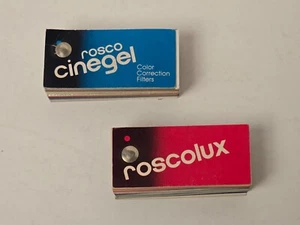 rosco
cinegel
Color
Correction
Filters
roscolux